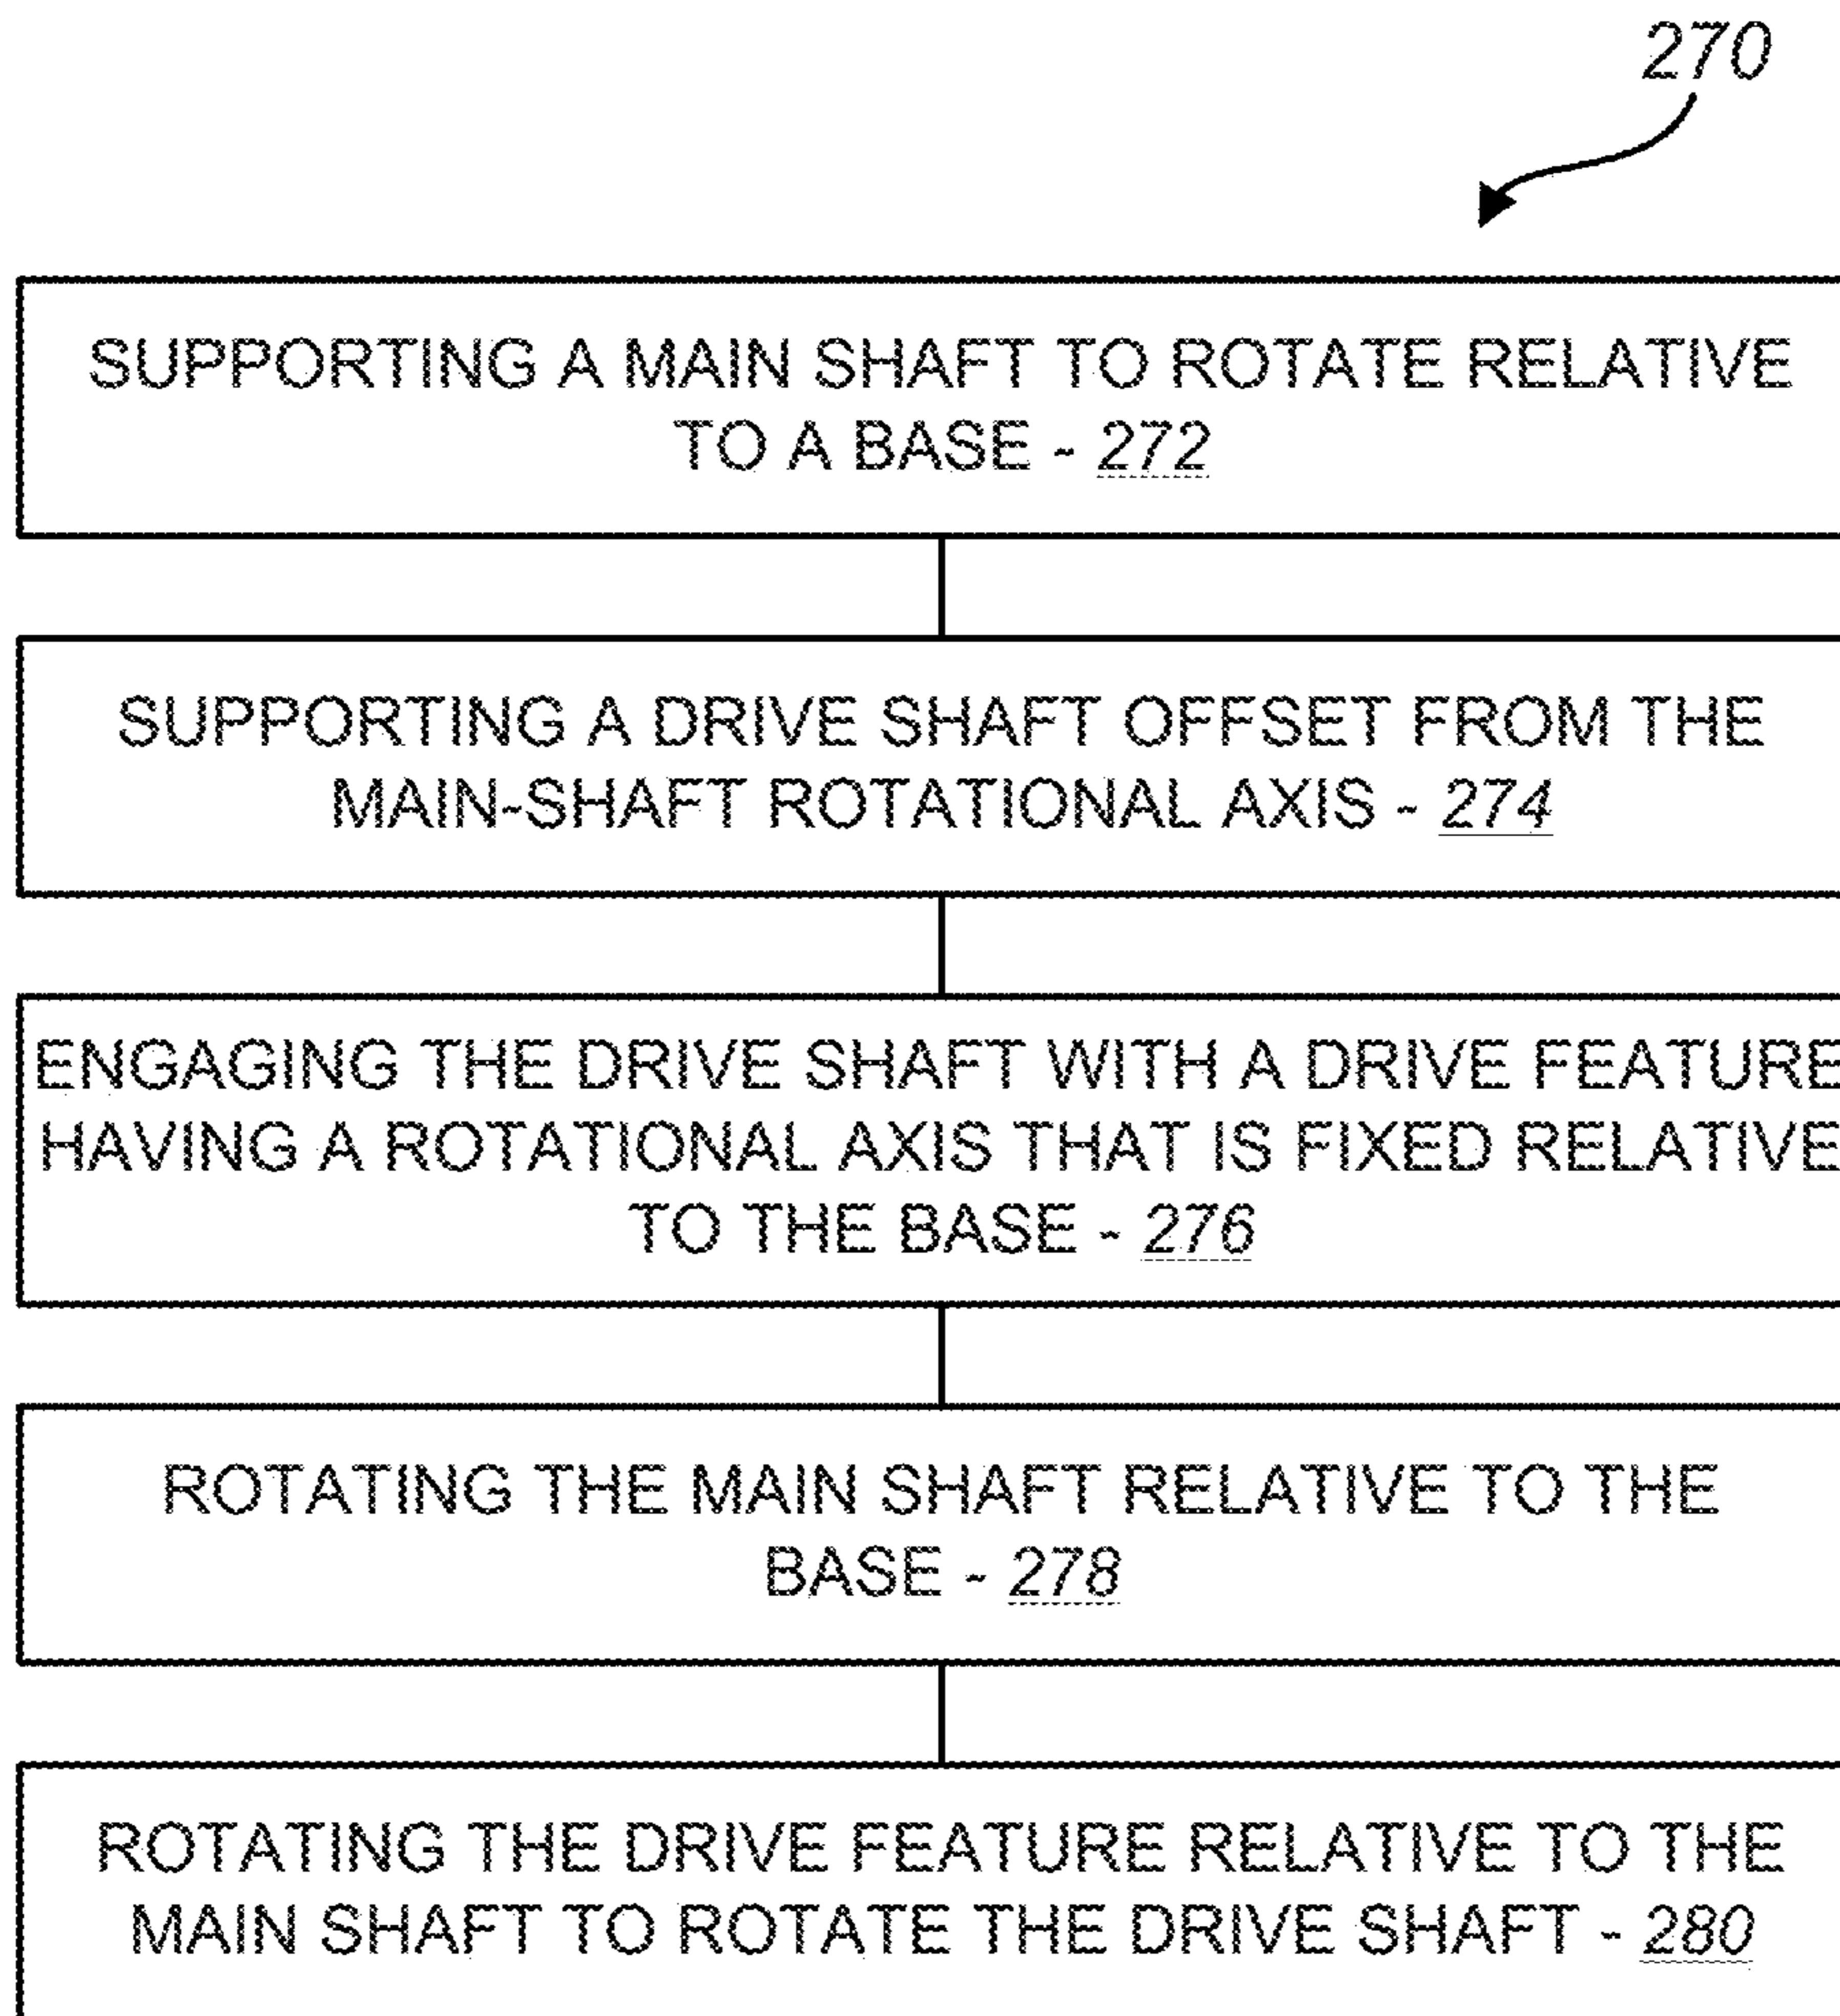 270
SUPPORTING A MAIN SHAFT TO ROTATE RELATIVE
TO A BASE - 272
SUPPORTING A DRIVE SHAFT OFFSET FROM THE
MAIN-SHAFT ROTATIONAL AXIS - 274
ENGAGING THE DRIVE SHAFT WITH A DRIVE FEATURE
HAVING A ROTATIONAL AXIS THAT IS FIXED RELATIVE
TO THE BASE - 276
ROTATING THE MAIN SHAFT RELATIVE TO THE
BASE - 278
ROTATING THE DRIVE FEATURE RELATIVE TO THE
MAIN SHAFT TO ROTATE THE DRIVE SHAFT - 280